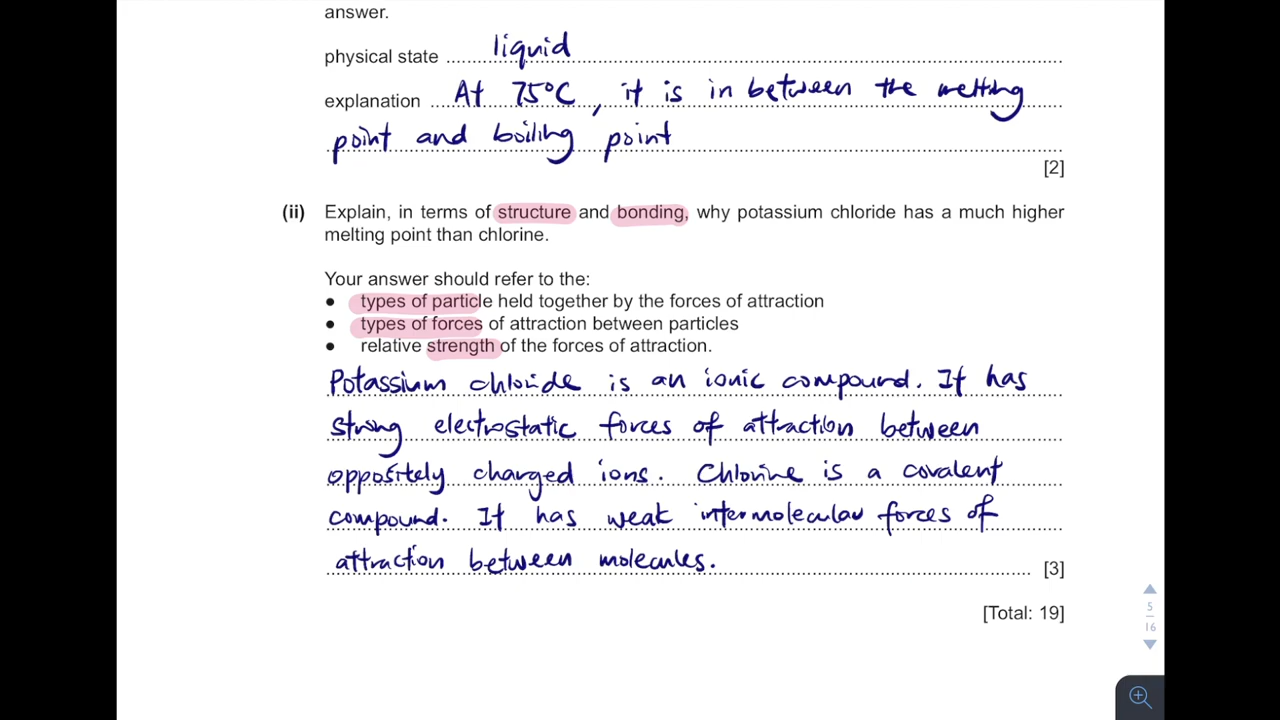 answer.
physical state liquid
explanation At 75°C, it is in between the melting
point and boiling point
[2]
(ii) Explain, in terms of structure and bonding, why potassium chloride has a much higher
melting point than chlorine.
Your answer should refer to the:
• types of particle held together by the forces of attraction
• types of forces of attraction between particles
• relative strength of the forces of attraction.
Potassium chloride is an ionic compound. It has
strong electrostatic forces of attraction between
oppositely charged ions. Chlorine is a covalent
compound. It has weak intermolecular forces of
attraction between molecules.
[3]
[Total: 19]
5
16